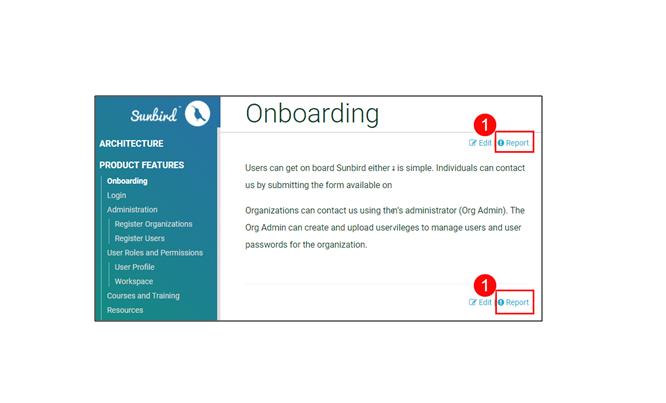 Sunbird™
ARCHITECTURE
PRODUCT FEATURES
Onboarding
Login
Administration
Register Organizations
Register Users
User Roles and Permissions
User Profile
Workspace
Courses and Training
Resources
Onboarding
1
Edit
Report
Users can get on board Sunbird either is simple. Individuals can contact
us by submitting the form available on
Organizations can contact us using then's administrator (Org Admin). The
Org Admin can create and upload uservileges to manage users and user
passwords for the organization.
1
Edit
Report